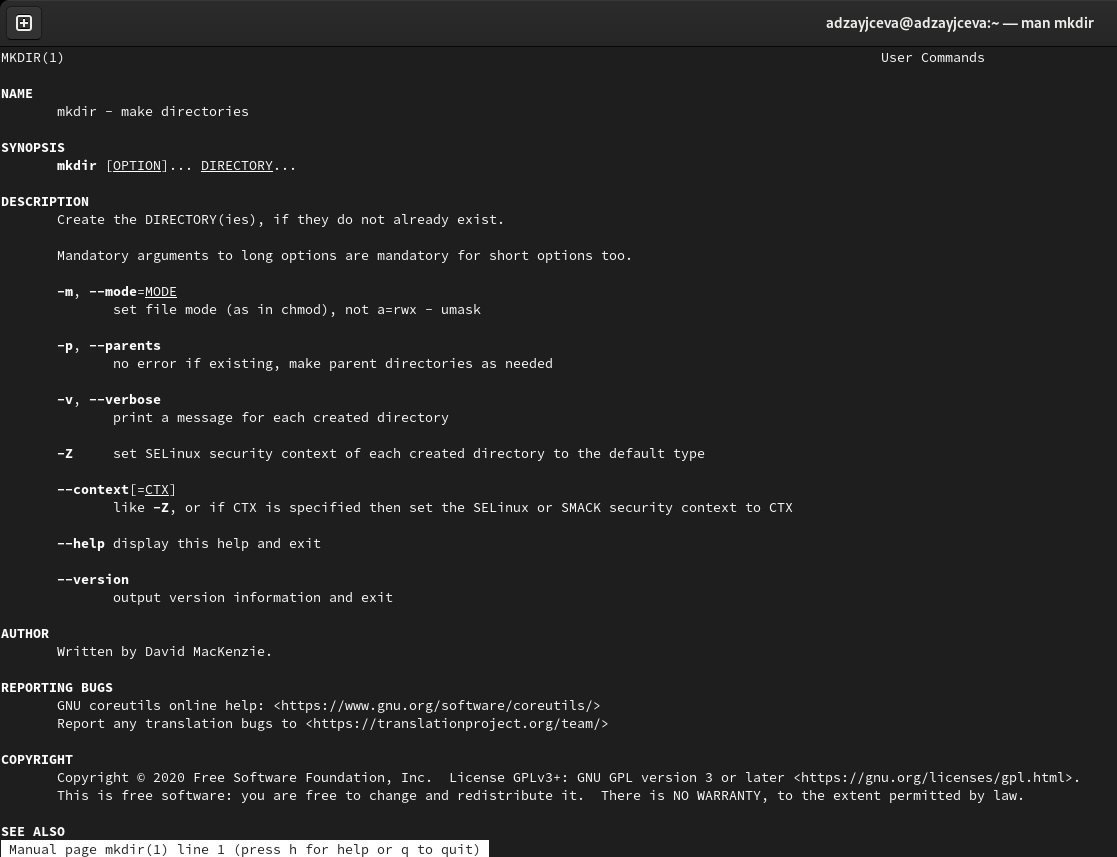 adzayjceva@adzayjceva:~ — man mkdir
MKDIR(1) User Commands
NAME
mkdir - make directories
SYNOPSIS
mkdir [OPTION]... DIRECTORY...
DESCRIPTION
Create the DIRECTORY(ies), if they do not already exist.
Mandatory arguments to long options are mandatory for short options too.
-m, --mode=MODE
set file mode (as in chmod), not a=rwx - umask
-p, --parents
no error if existing, make parent directories as needed
-v, --verbose
print a message for each created directory
-Z set SELinux security context of each created directory to the default type
--context[=CTX]
like -Z, or if CTX is specified then set the SELinux or SMACK security context to CTX
--help display this help and exit
--version
output version information and exit
AUTHOR
Written by David MacKenzie.
REPORTING BUGS
GNU coreutils online help: <https://www.gnu.org/software/coreutils/>
Report any translation bugs to <https://translationproject.org/team/>
COPYRIGHT
Copyright © 2020 Free Software Foundation, Inc. License GPLv3+: GNU GPL version 3 or later <https://gnu.org/licenses/gpl.html>.
This is free software: you are free to change and redistribute it. There is NO WARRANTY, to the extent permitted by law.
SEE ALSO
Manual page mkdir(1) line 1 (press h for help or q to quit)